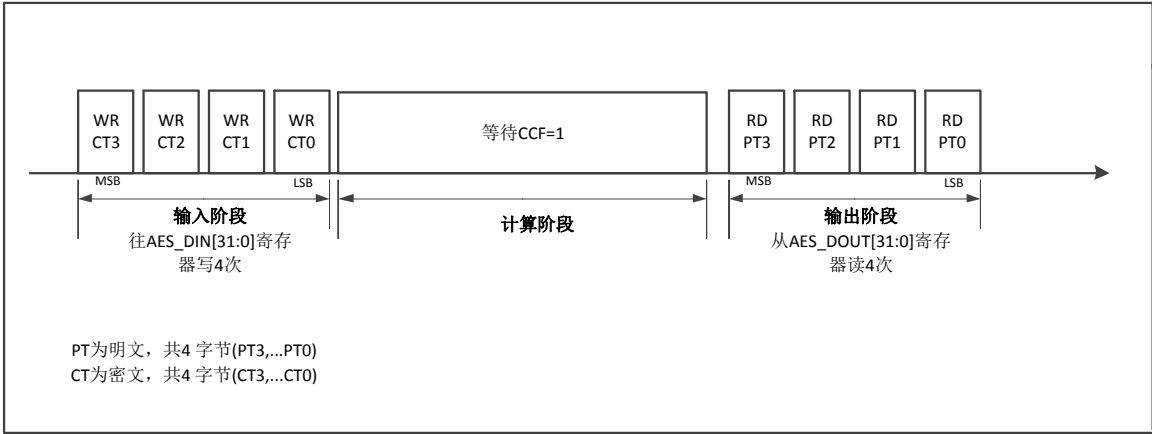 WR CT3
WR CT2
WR CT1
WR CT0
等待CCF=1
RD PT3
RD PT2
RD PT1
RD PT0
MSB
LSB
MSB
LSB
输入阶段
往AES_DIN[31:0]寄存
器写4次
计算阶段
输出阶段
从AES_DOUT[31:0]寄存
器读4次
PT为明文，共4 字节(PT3,...PT0)
CT为密文，共4 字节(CT3,...CT0)